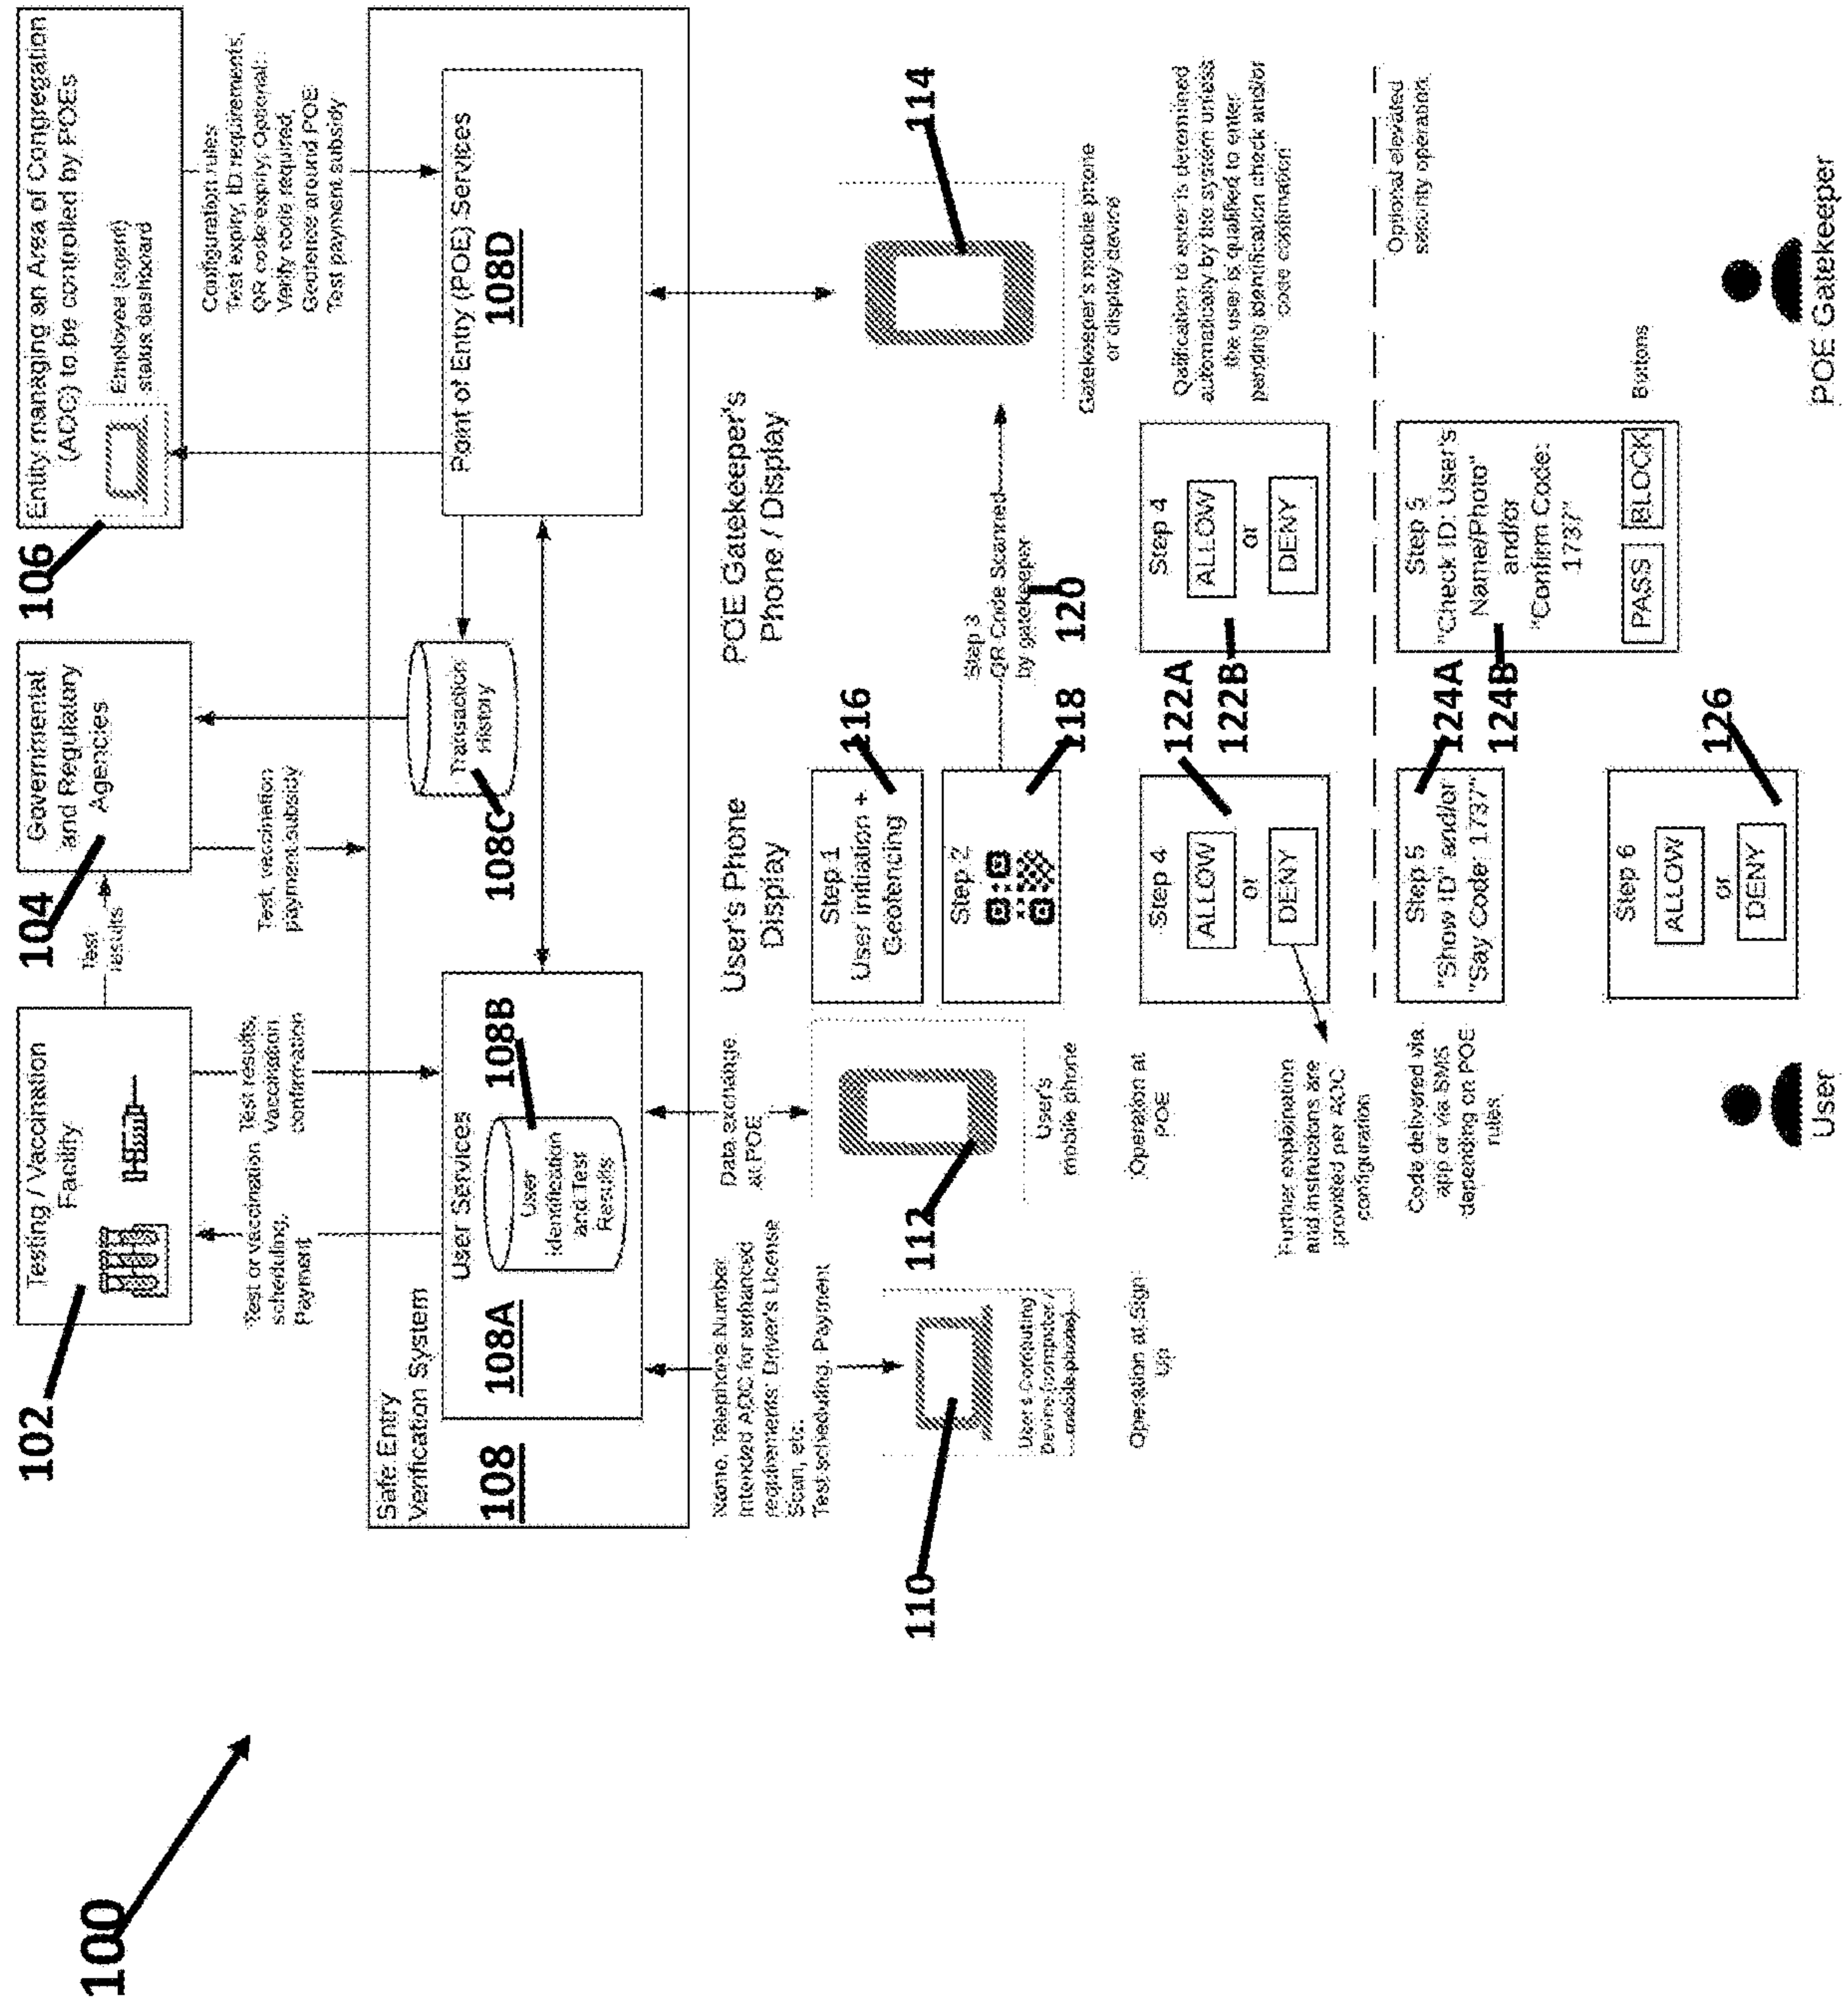 100
102
Testing / Vaccination
Facility
Test
results
104
Governmental
and Regulatory
Agencies
106
Entity managing an Area of Congregation
(AOC) to be controlled by POEs
Employee (agent)
status dashboard
Test or vaccination
scheduling,
Payment
Test results,
Vaccination
confirmation
Test, vaccination
payment subsidy
Configuration rules:
Test expiry, ID requirements,
QR code expiry, Optional:
Verify code required,
Geofence around POE
Test payment subsidy
Safe Entry
Verification System
108
User Services
108A
108B
User
Identification
and Test
Results
108C
Transaction
History
Point of Entry (POE) Services
108D
Name, Telephone Number,
Intended AOC for enhanced
requirements: Driver's License
Scan, etc.
Test scheduling, Payment
Data exchange
at POE
User's Phone
Display
POE Gatekeeper's
Phone / Display
110
User's Computing
Device (computer /
mobile phone)
112
User's
mobile phone
114
Gatekeeper's mobile phone
or display device
Step 1
User initiation +
Geofencing
116
Step 2
118
Step 3
QR Code Scanned
by gatekeeper
120
Operation at Sign
Up
Operation at
POE
Step 4
ALLOW
or
DENY
122A
122B
Step 4
ALLOW
or
DENY
Qalification to enter is determined
automatically by the system unless
the user is qualified to enter
pending identification check and/or
code confimation
Further explaination
and instructions are
provided per AOC
configuration
Optional elevated
security operation
Code delivered via
app or via SMS
depending on POE
rules
Step 5
"Show ID" and/or
"Say Code: 1737"
124A
124B
Step 5
"Check ID: User's
Name/Photo"
and/or
"Confirm Code:
1737"
PASS
BLOCK
Buttons
Step 6
ALLOW
or
DENY
126
User
POE Gatekeeper